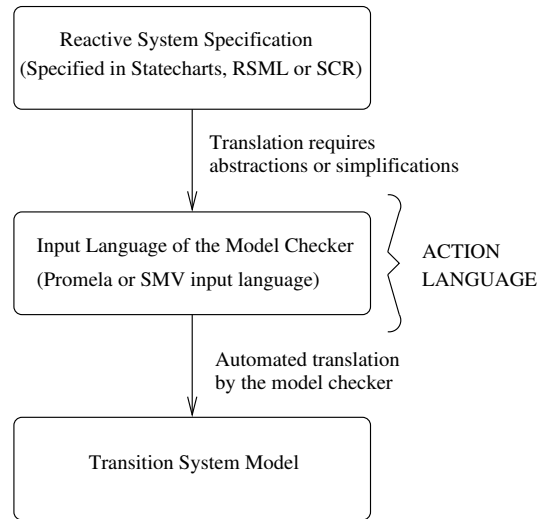 Reactive System Specification
(Specified in Statecharts, RSML or SCR)
Translation requires
abstractions or simplifications
Input Language of the Model Checker
(Promela or SMV input language)
ACTION
LANGUAGE
Automated translation
by the model checker
Transition System Model